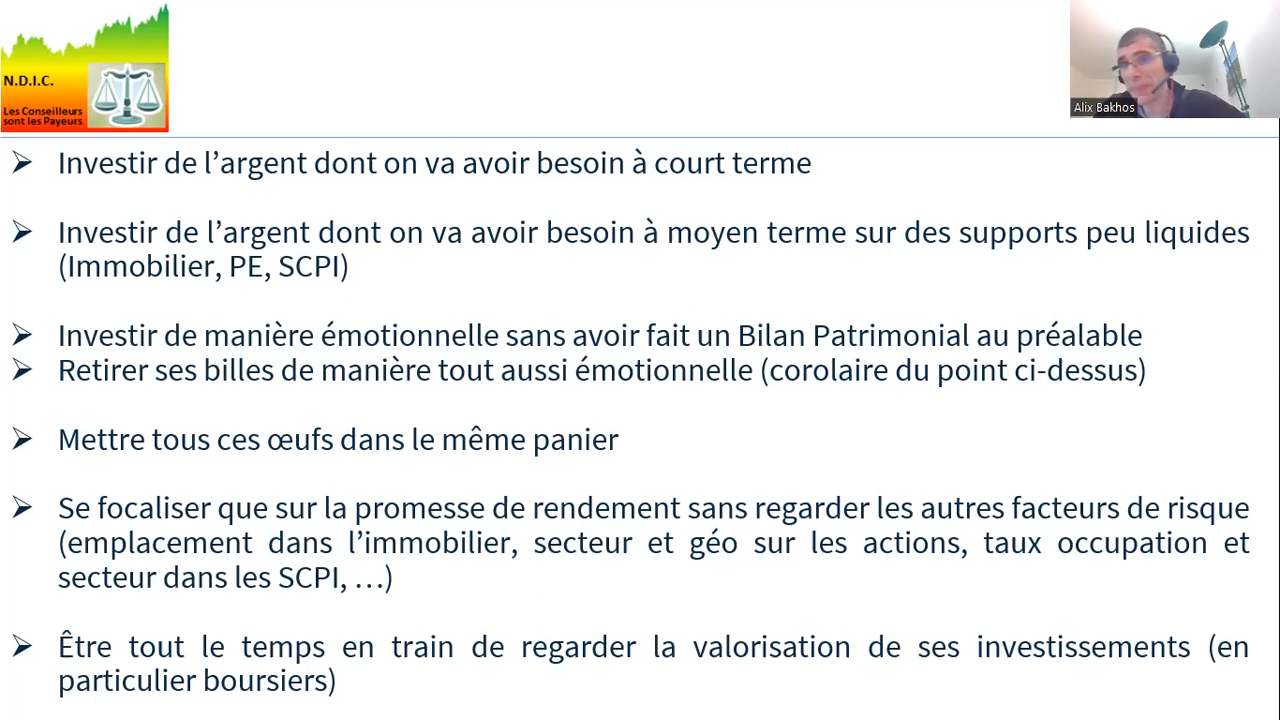 N.D.I.C.
Les Conseilleurs
sont les Payeurs
Alix Bakhos
➢ Investir de l’argent dont on va avoir besoin à court terme
➢ Investir de l’argent dont on va avoir besoin à moyen terme sur des supports peu liquides
(Immobilier, PE, SCPI)
➢ Investir de manière émotionnelle sans avoir fait un Bilan Patrimonial au préalable
➢ Retirer ses billes de manière tout aussi émotionnelle (corolaire du point ci-dessus)
➢ Mettre tous ces œufs dans le même panier
➢ Se focaliser que sur la promesse de rendement sans regarder les autres facteurs de risque
(emplacement dans l’immobilier, secteur et géo sur les actions, taux occupation et
secteur dans les SCPI, …)
➢ Être tout le temps en train de regarder la valorisation de ses investissements (en
particulier boursiers)